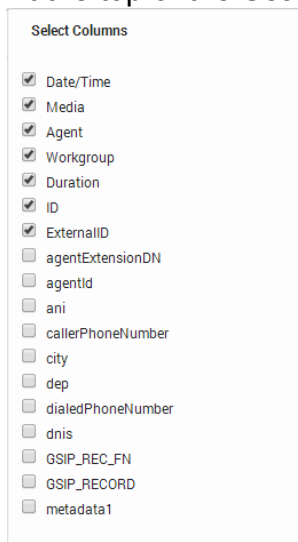 Select Columns
Date/Time
Media
Agent
Workgroup
Duration
ID
ExternalID
agentExtensionDN
agentId
ani
callerPhoneNumber
city
dep
dialedPhoneNumber
dnis
GSIP_REC_FN
GSIP_RECORD
metadata1